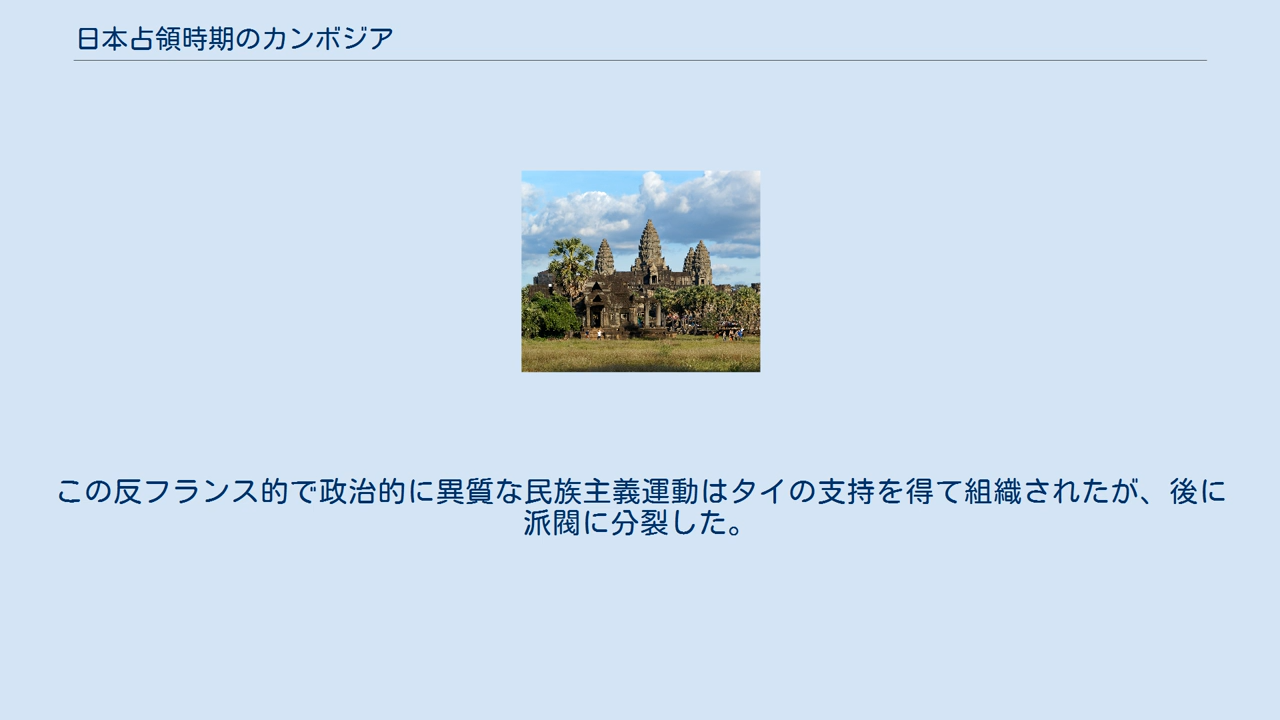 日本占領時期のカンボジア
この反フランス的で政治的に異質な民族主義運動はタイの支持を得て組織されたが、後に
派閥に分裂した。